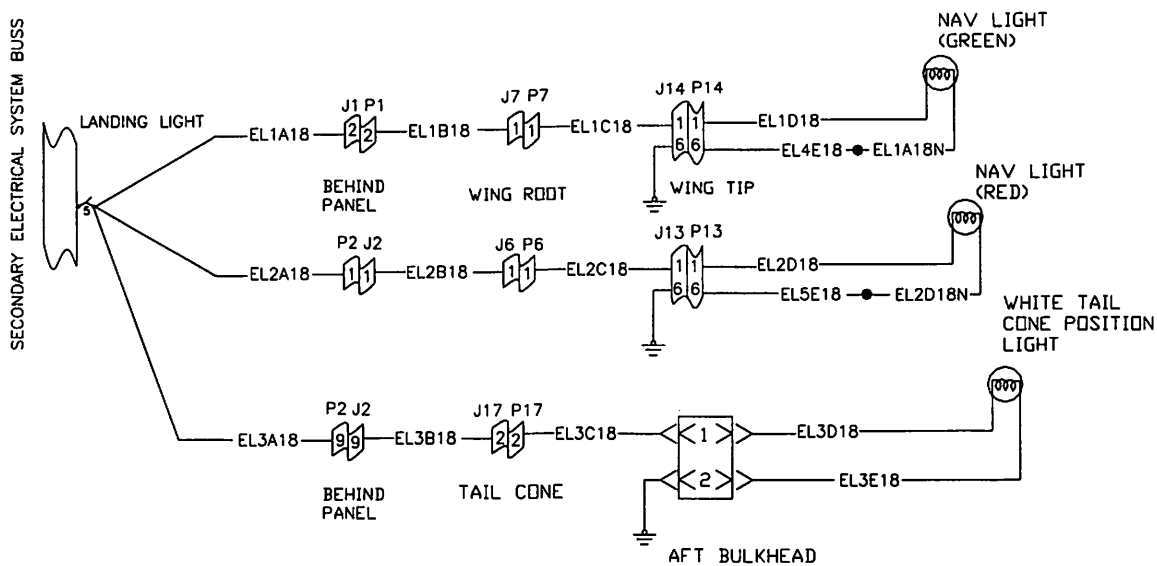 SECONDARY ELECTRICAL SYSTEM BUSS
LANDING LIGHT
5
NAV LIGHT
(GREEN)
J1 P1
J7 P7
J14 P14
EL1A18
2 2
EL1B18
1 1
EL1C18
1 1
EL1D18
6 6
EL4E18
EL1A18N
BEHIND
PANEL
WING ROOT
WING TIP
NAV LIGHT
(RED)
P2 J2
J6 P6
J13 P13
EL2A18
1 1
EL2B18
1 1
EL2C18
1 1
EL2D18
6 6
EL5E18
EL2D18N
WHITE TAIL
CONE POSITION
LIGHT
P2 J2
J17 P17
EL3A18
9 9
EL3B18
2 2
EL3C18
1
EL3D18
2
EL3E18
BEHIND
PANEL
TAIL CONE
AFT BULKHEAD